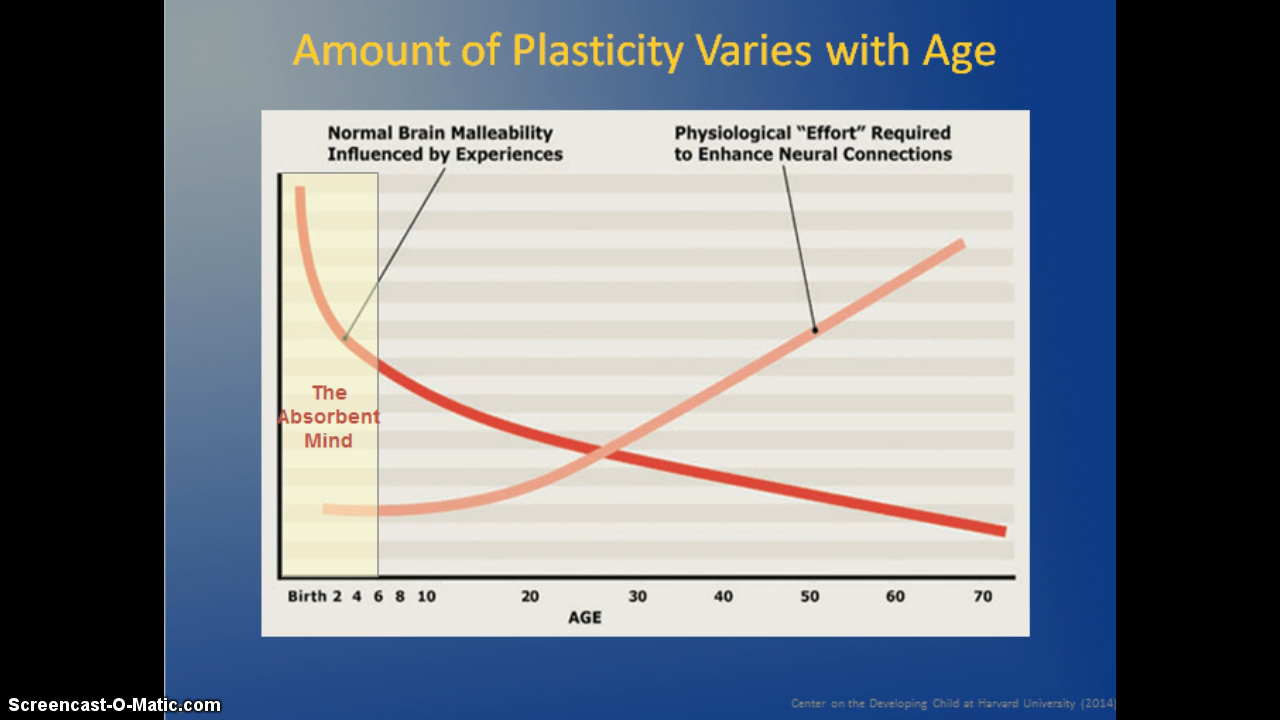 Amount of Plasticity Varies with Age
Normal Brain Malleability
Influenced by Experiences
Physiological “Effort” Required
to Enhance Neural Connections
The
Absorbent
Mind
Birth 2 4 6 8 10 20 30 40 50 60 70
AGE
Center on the Developing Child at Harvard University (2014)
Screencast-O-Matic.com